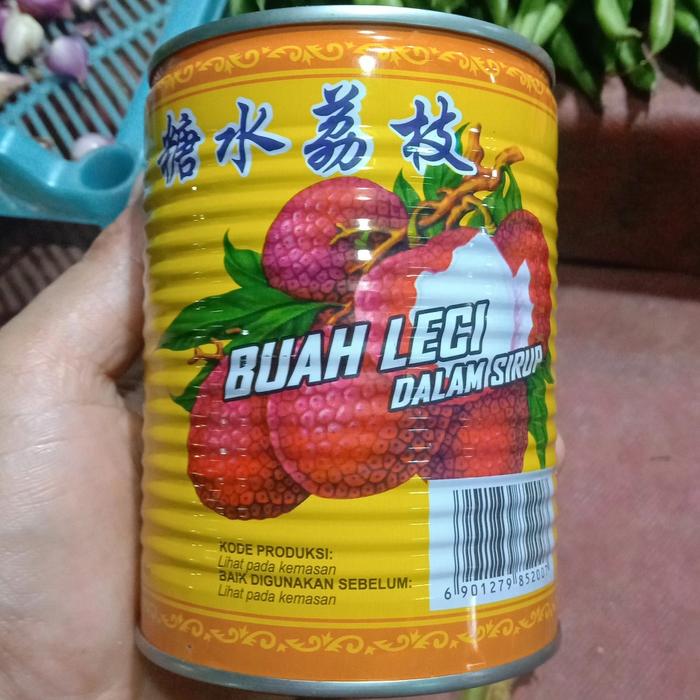 糖水荔枝
BUAH LECI
DALAM SIRUP
KODE PRODUKSI:
Lihat pada kemasan
BAIK DIGUNAKAN SEBELUM:
Lihat pada kemasan
6 901279 852007